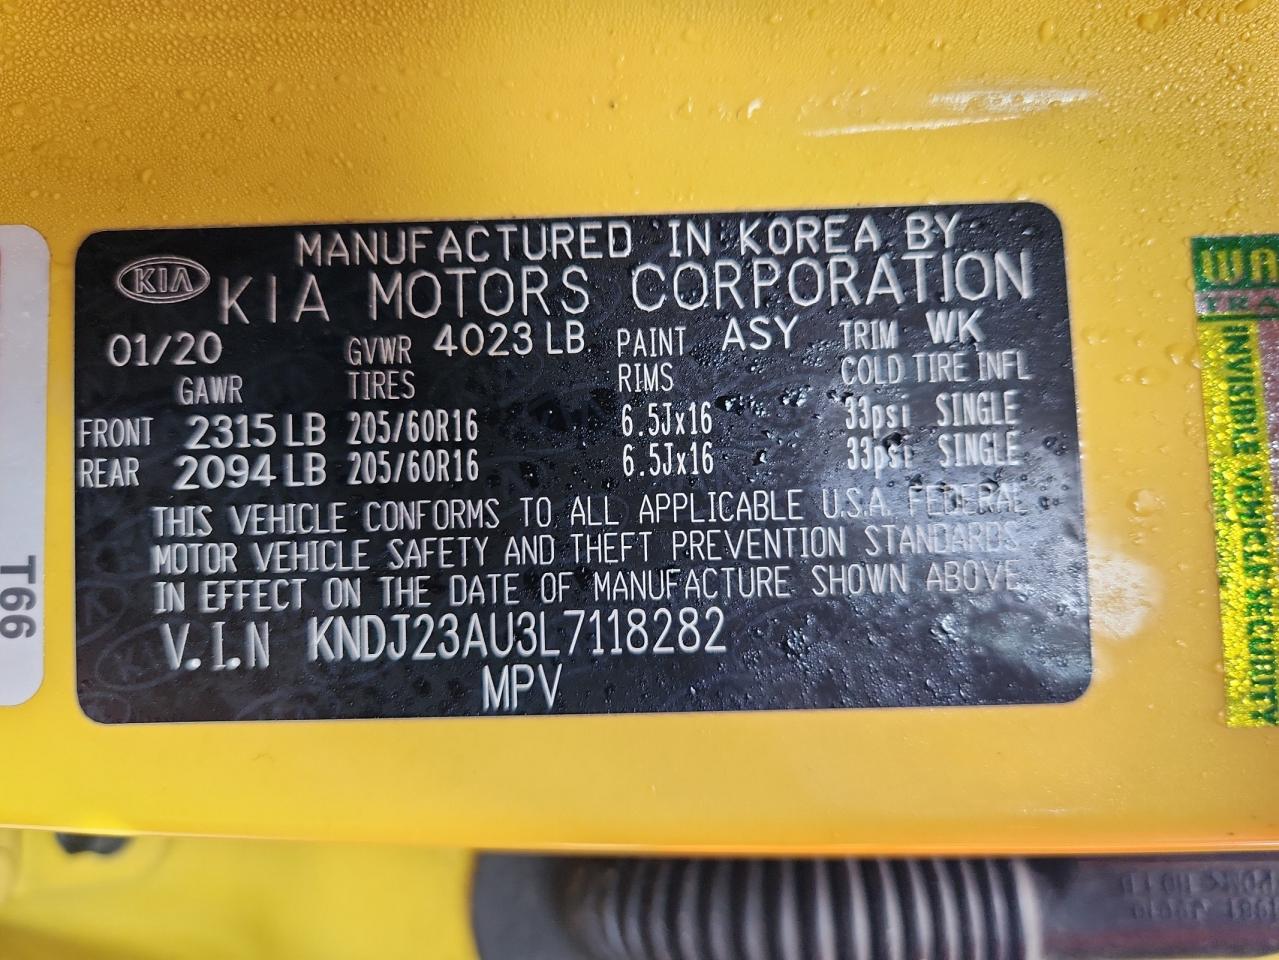 MANUFACTURED IN KOREA BY
KIA
KIA MOTORS CORPORATION
01/20 GVWR 4023 LB PAINT ASY TRIM WK
GAWR TIRES RIMS COLD TIRE INFL
FRONT 2315 LB 205/60R16 6.5Jx16 33psi SINGLE
REAR 2094 LB 205/60R16 6.5Jx16 33psi SINGLE
THIS VEHICLE CONFORMS TO ALL APPLICABLE U.S.A. FEDERAL
MOTOR VEHICLE SAFETY AND THEFT PREVENTION STANDARDS
IN EFFECT ON THE DATE OF MANUFACTURE SHOWN ABOVE
V.I.N KNDJ23AU3L7118282
MPV
T66
WA
TRA
INVISIBLE VEHICLE SECURITY